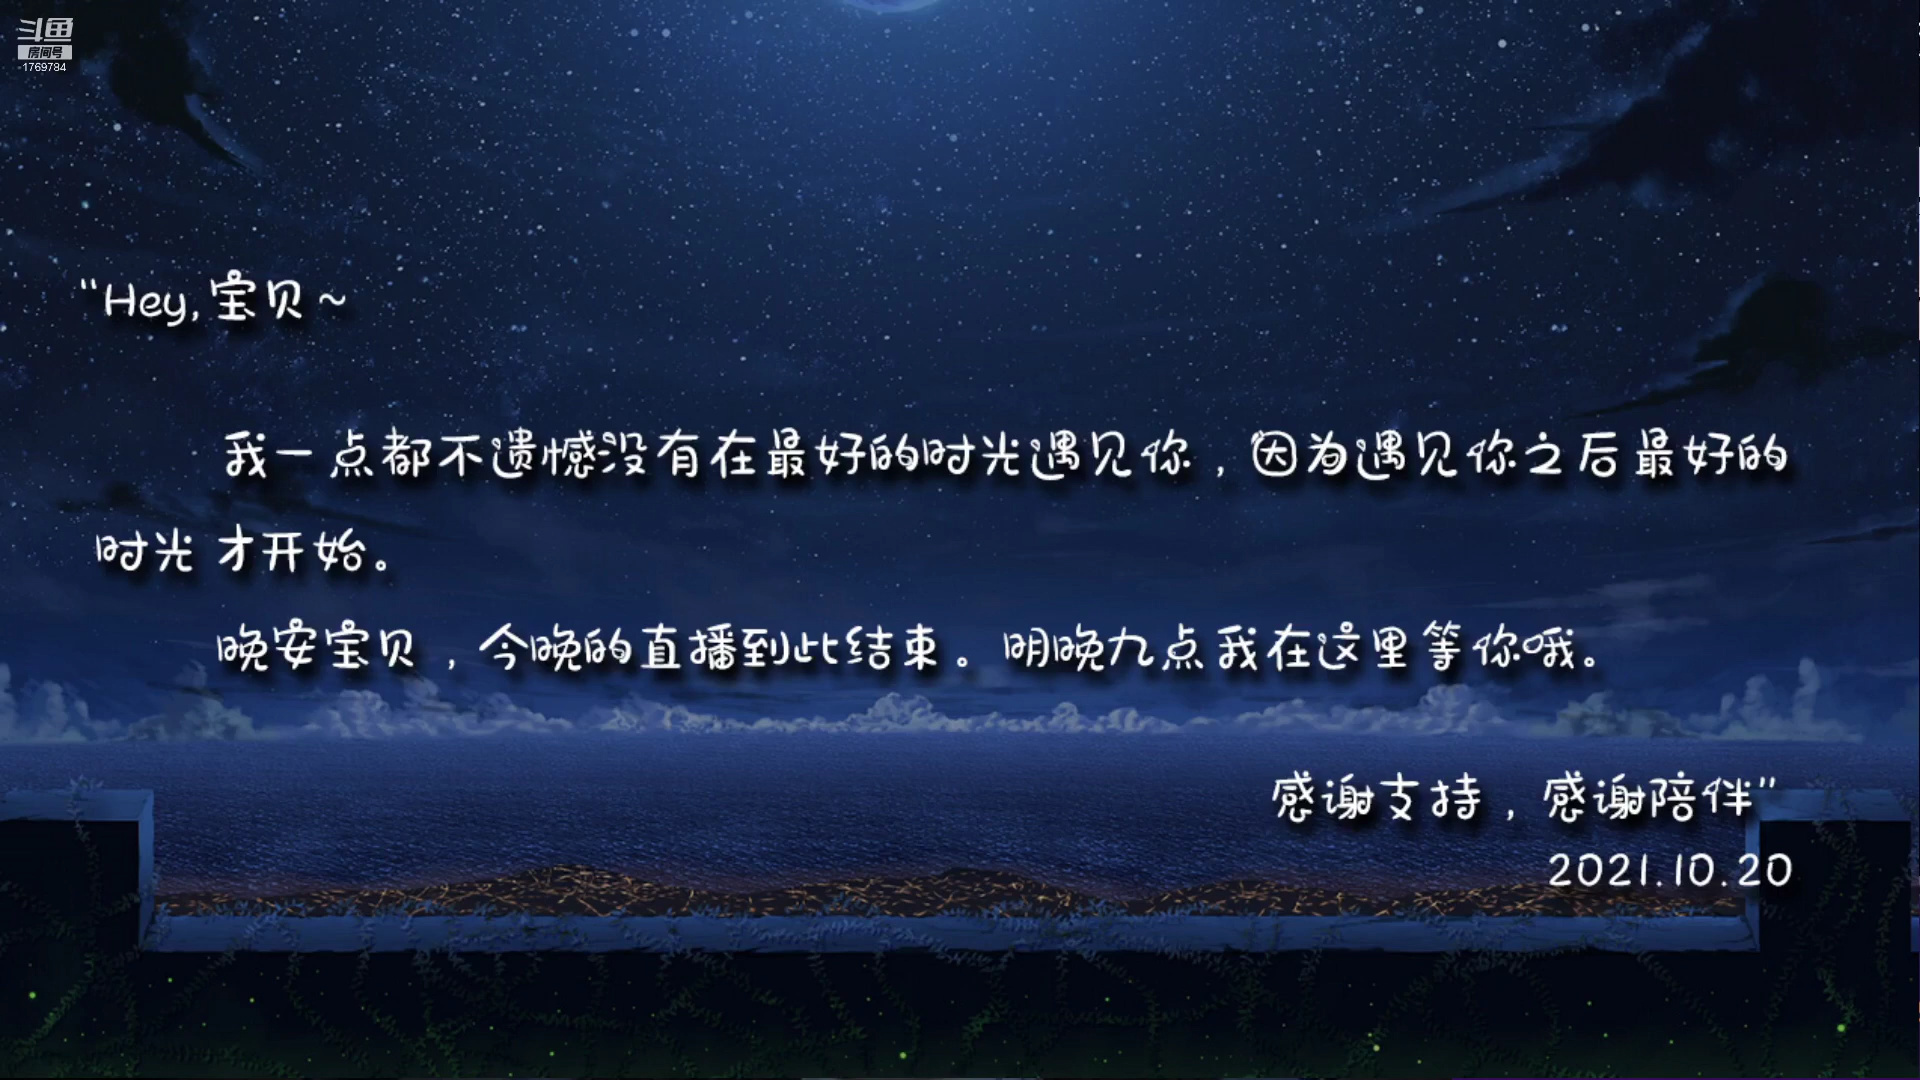 斗鱼
房间号
-1769784
“Hey,宝贝~
我一点都不遗憾没有在最好的时光遇见你，因为遇见你之后最好的
时光 才开始。
晚安宝贝，今晚的直播到此结束。明晚九点我在这里等你哦。
感谢支持，感谢陪伴”
2021.10.20